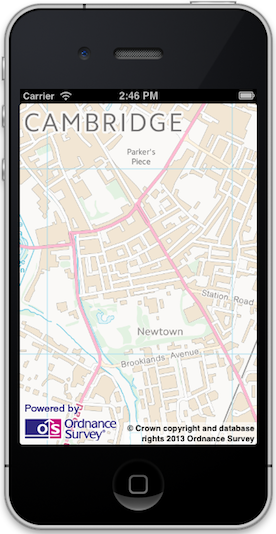 Carrier 2:46 PM
CAMBRIDGE
Parker's
Piece
Station Road
Newtown
Brooklands Avenue
Powered by
os Ordnance
Survey®
© Crown copyright and database
rights 2013 Ordnance Survey